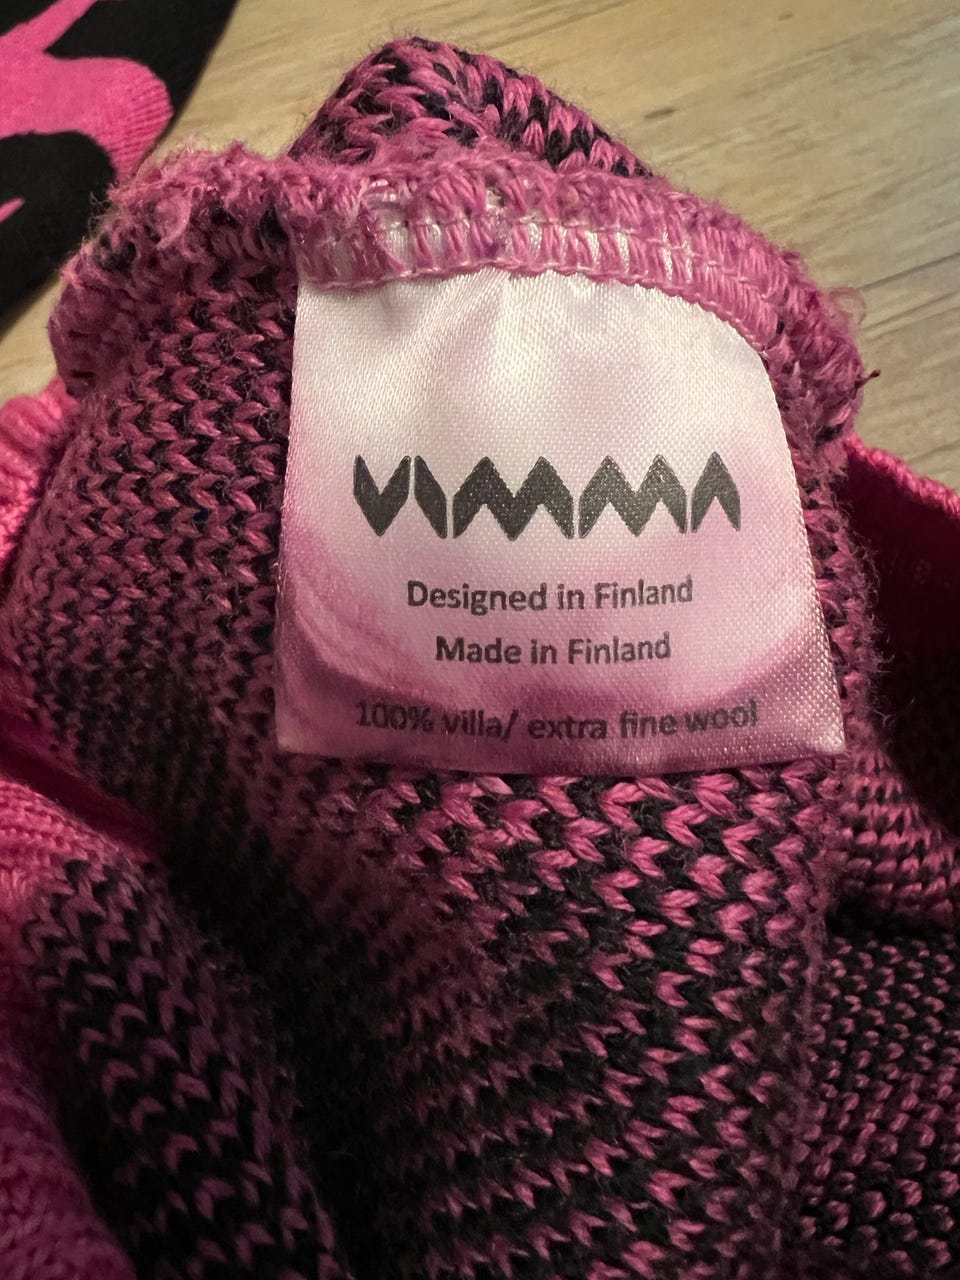 VIMMA
Designed in Finland
Made in Finland
100% villa/ extra fine wool